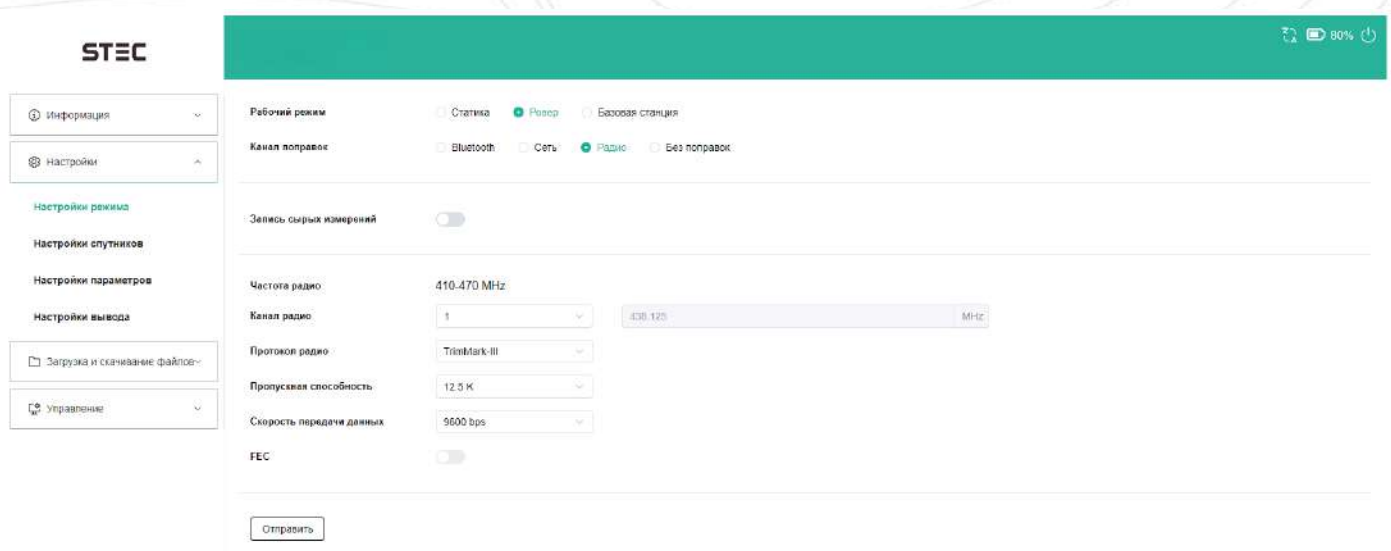 STEC
80%
Информация
Настройки
Настройки режима
Настройки спутников
Настройки параметров
Настройки вывода
Загрузка и скачивание файлов
Управление
Рабочий режим Статика Ровер Базовая станция
Канал поправок Bluetooth Сеть Радио Без поправок
Запись сырых измерений
Частота радио 410-470 MHz
Канал радио 1 438.125 MHz
Протокол радио TrimMark-III
Пропускная способность 12.5 K
Скорость передачи данных 9600 bps
FEC
Отправить